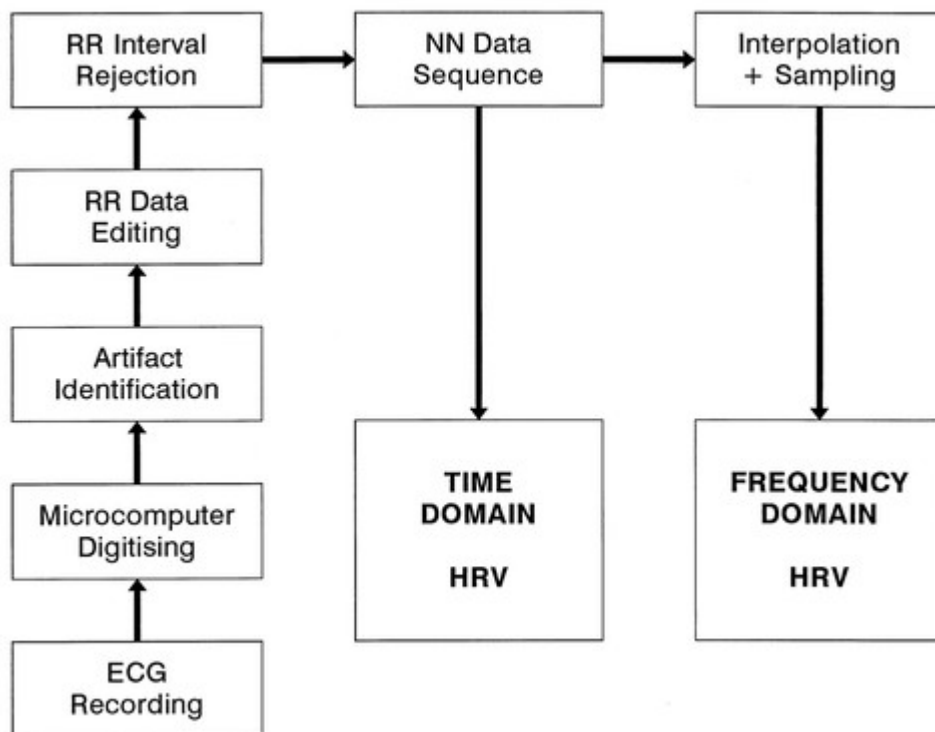 RR Interval
Rejection
NN Data
Sequence
Interpolation
+ Sampling
RR Data
Editing
Artifact
Identification
Microcomputer
Digitising
ECG
Recording
TIME
DOMAIN
HRV
FREQUENCY
DOMAIN
HRV